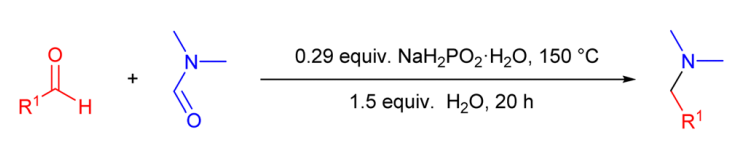 O
R¹ H
+
N
O
0.29 equiv. NaH₂PO₂·H₂O, 150 °C
1.5 equiv. H₂O, 20 h
N
R¹